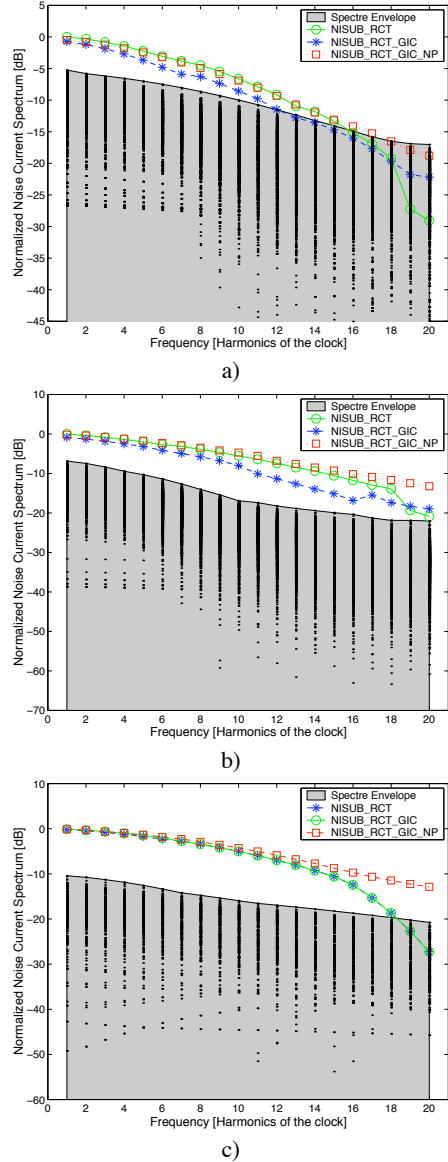 5
0
−5
−10
−15
−20
−25
−30
−35
−40
−45
2 4 6 8 10 12 14 16 18 20
Normalized Noise Current Spectrum [dB]
Frequency [Harmonics of the clock]
Spectre Envelope
NISUB_RCT
NISUB_RCT_GIC
NISUB_RCT_GIC_NP
a)
10
0
−10
−20
−30
−40
−50
−60
−70
2 4 6 8 10 12 14 16 18 20
Normalized Noise Current Spectrum [dB]
Frequency [Harmonics of the clock]
Spectre Envelope
NISUB_RCT
NISUB_RCT_GIC
NISUB_RCT_GIC_NP
b)
10
0
−10
−20
−30
−40
−50
−60
2 4 6 8 10 12 14 16 18 20
Normalized Noise Current Spectrum [dB]
Frequency [Harmonics of the clock]
Spectre Envelope
NISUB_RCT
NISUB_RCT_GIC
NISUB_RCT_GIC_NP
c)